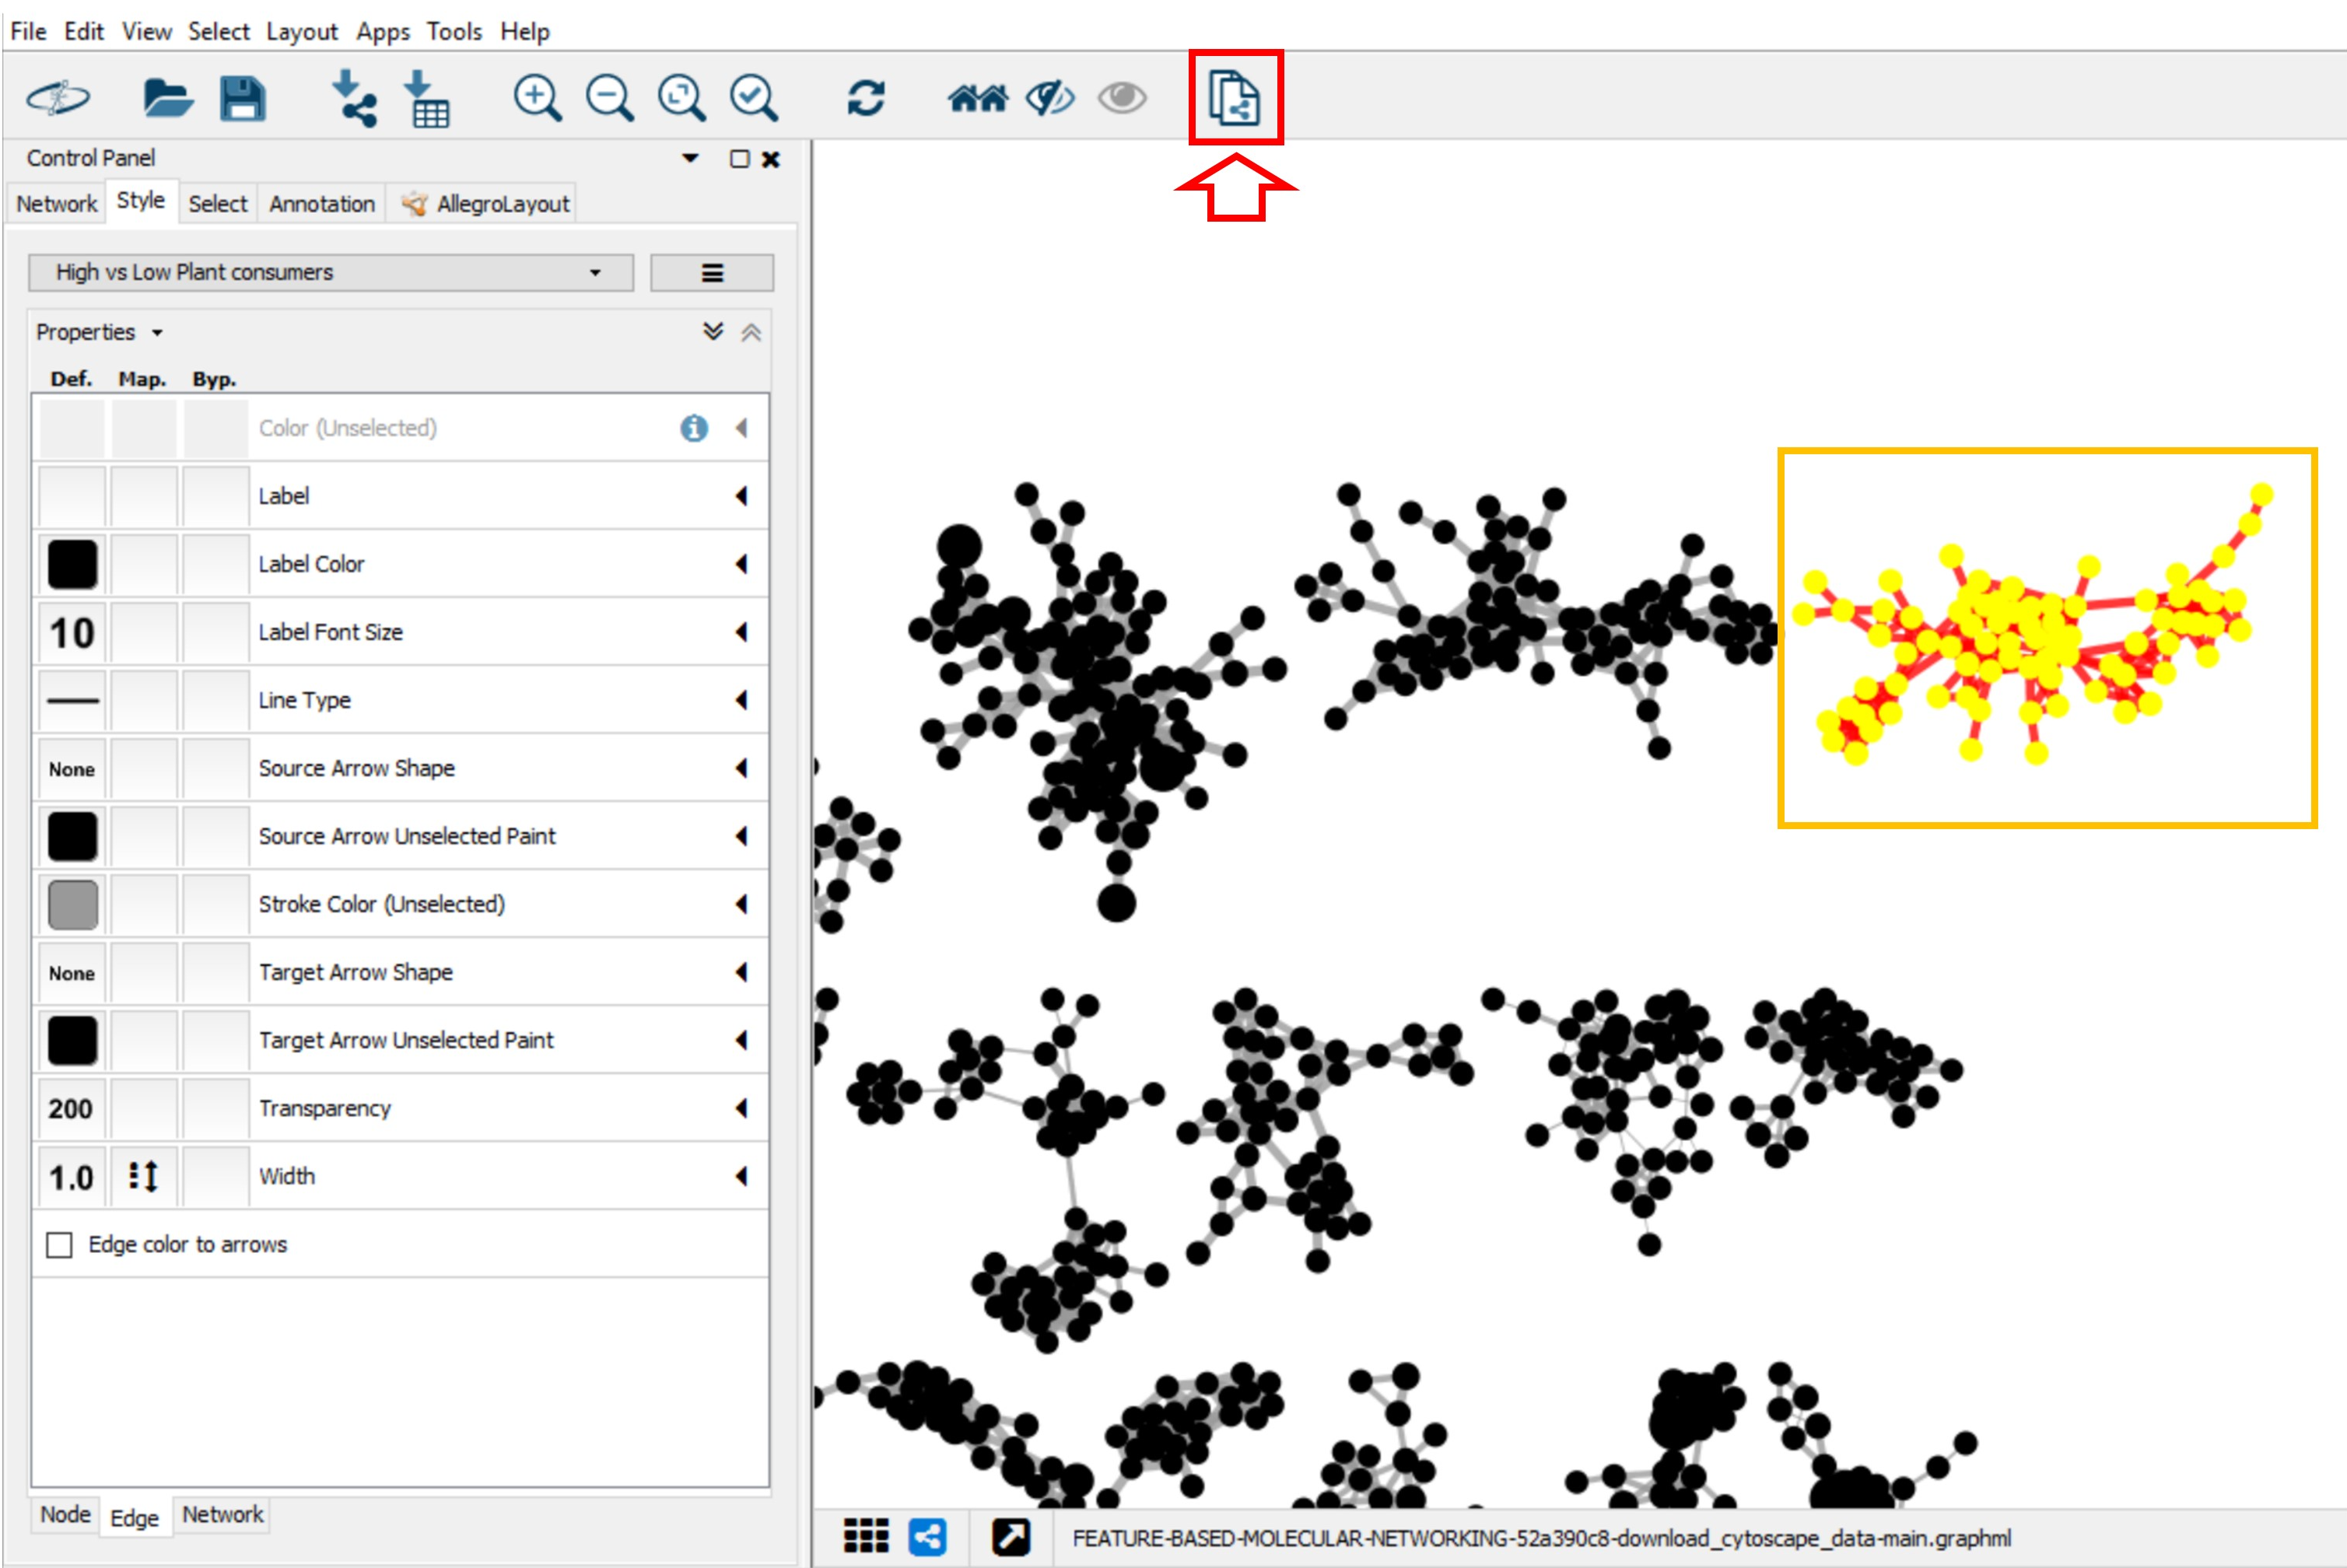 File Edit View Select Layout Apps Tools Help
Control Panel
Network Style Select Annotation AllegroLayout
High vs Low Plant consumers
Properties
Def. Map. Byp.
Color (Unselected)
Label
Label Color
10 Label Font Size
Line Type
None Source Arrow Shape
Source Arrow Unselected Paint
Stroke Color (Unselected)
None Target Arrow Shape
Target Arrow Unselected Paint
200 Transparency
1.0 Width
Edge color to arrows
Node Edge Network
FEATURE-BASED-MOLECULAR-NETWORKING-52a390c8-download_cytoscape_data-main.graphml